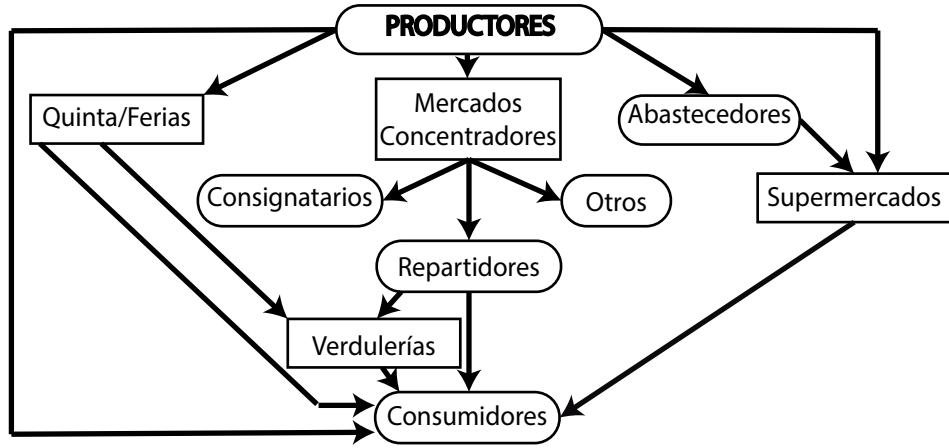 PRODUCTORES
Quinta/Ferias
Mercados
Concentradores
Abastecedores
Consignatarios
Otros
Supermercados
Repartidores
Verdulerías
Consumidores